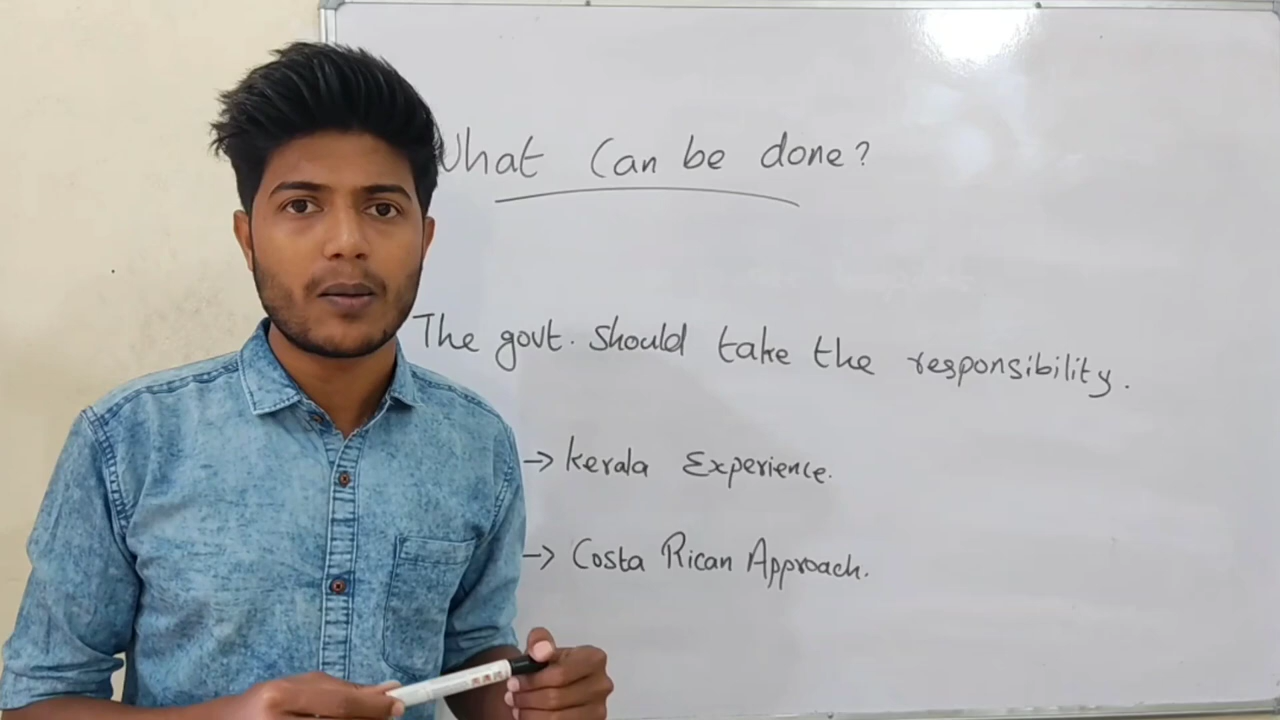 What Can be done?
The govt. should take the responsibility.
→ Kerala Experience.
→ Costa Rican Approach.